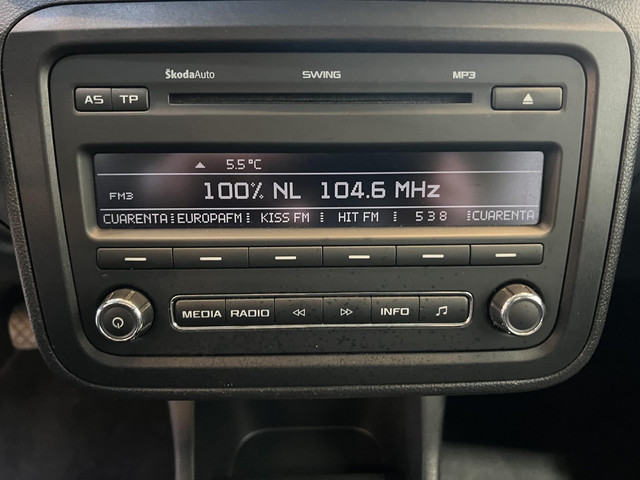 ŠkodaAuto SWING MP3
AS TP
5.5 °C
FM3 100% NL 104.6 MHz
CUARENTA EUROPAFM KISS FM HIT FM 538 CUARENTA
MEDIA RADIO INFO